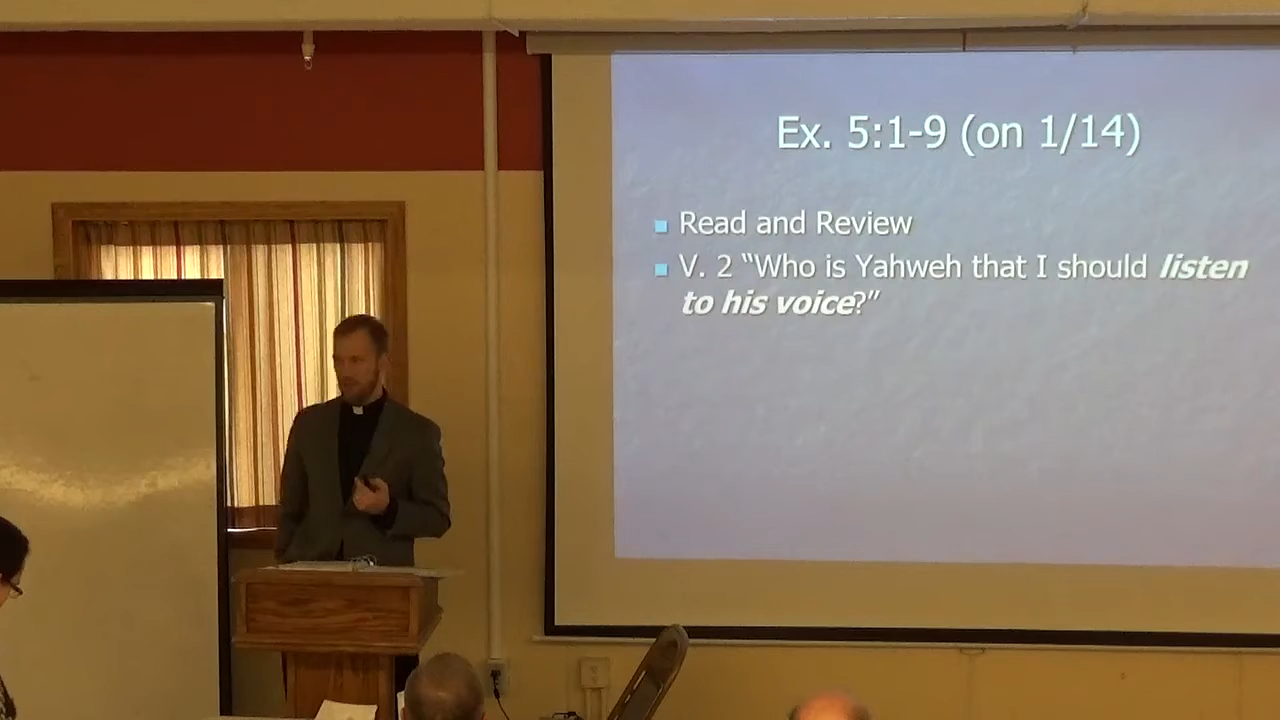 Ex. 5:1-9 (on 1/14)
Read and Review
V. 2 “Who is Yahweh that I should listen
to his voice?”